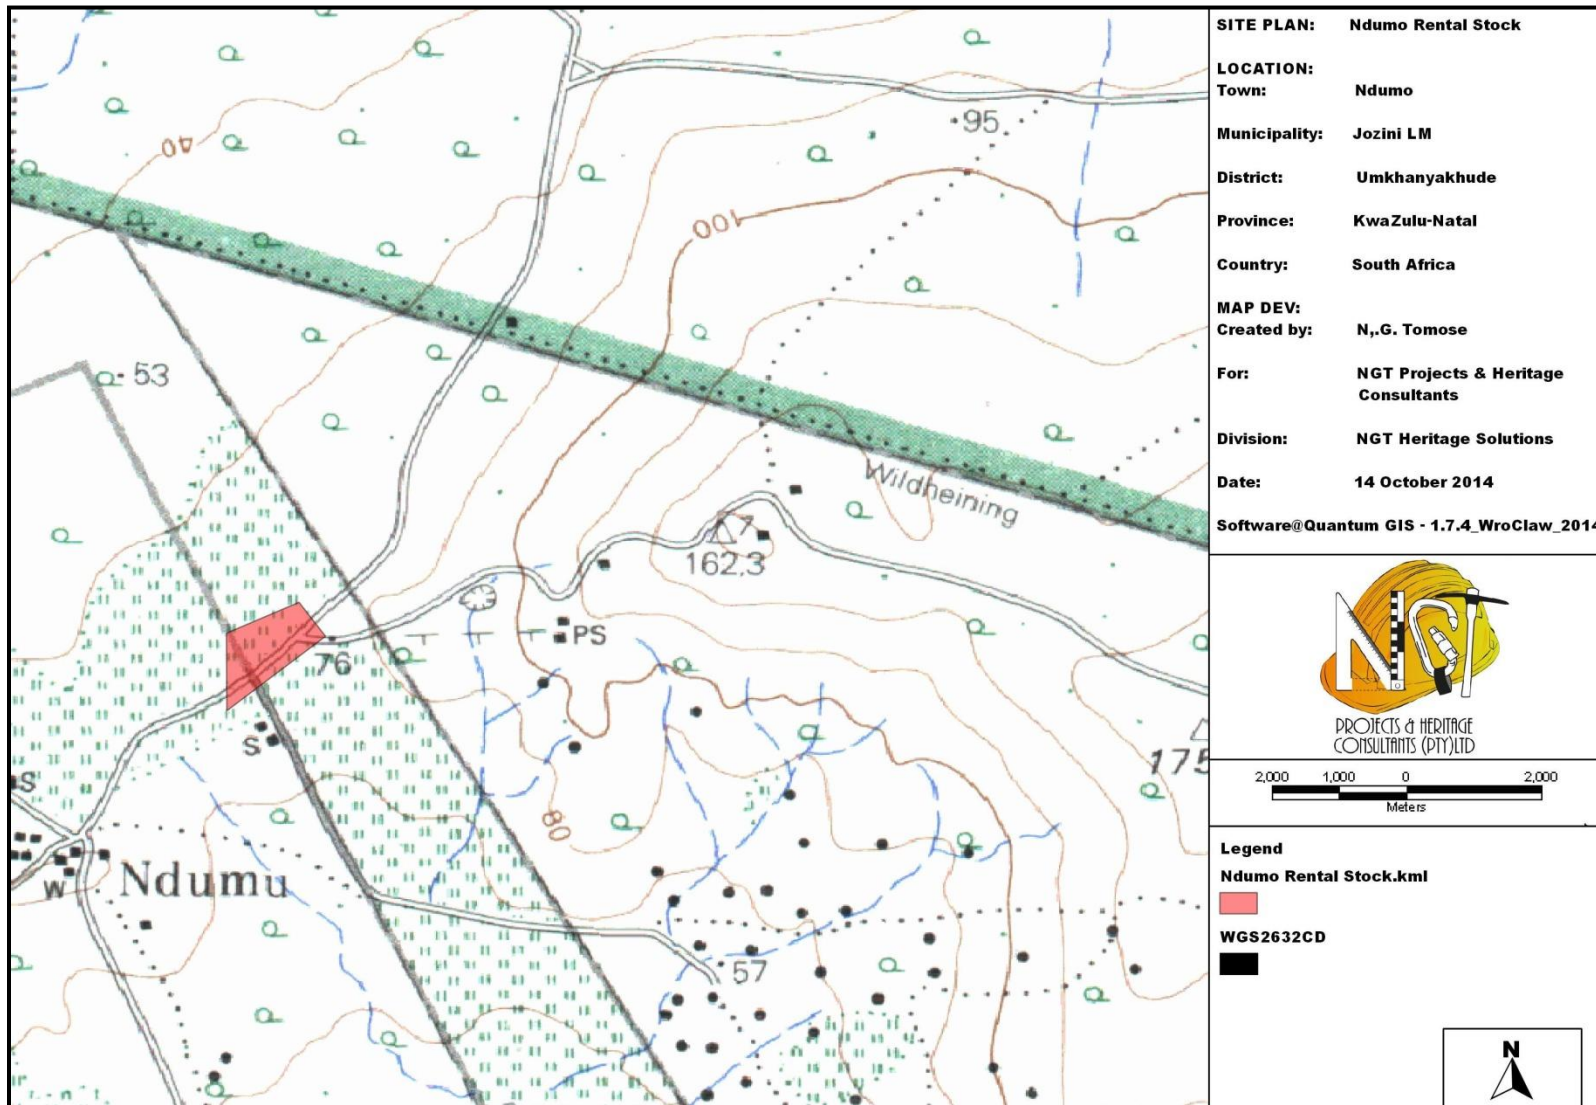 40
95
100
53
Wildheining
162,3
7
76
PS
S
175
S
80
W
Ndumu
57
SITE PLAN: Ndumo Rental Stock
LOCATION:
Town: Ndumo
Municipality: Jozini LM
District: Umkhanyakhude
Province: KwaZulu-Natal
Country: South Africa
MAP DEV:
Created by: N,.G. Tomose
For: NGT Projects & Heritage
Consultants
Division: NGT Heritage Solutions
Date: 14 October 2014
Software@Quantum GIS - 1.7.4_WroClaw_2014
NGT
PROJECTS & HERITAGE
CONSULTANTS (PTY)LTD
2,000 1,000 0 2,000
Meters
Legend
Ndumo Rental Stock.kml
WGS2632CD
N